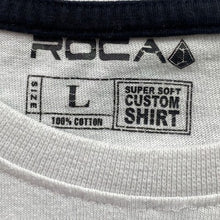 ROCA
SIZE
L
100% COTTON
SUPER SOFT
CUSTOM
SHIRT